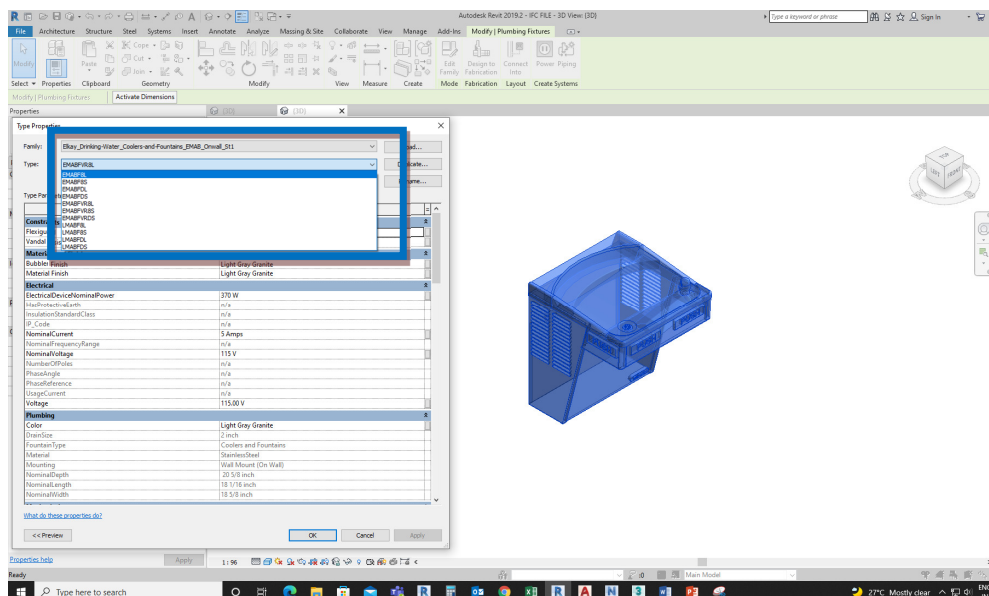 Autodesk Revit 2019.2 - IFC FILE - 3D View: {3D}
Type a keyword or phrase
Sign In
File Architecture Structure Steel Systems Insert Annotate Analyze Massing & Site Collaborate View Manage Add-Ins Modify | Plumbing Fixtures
Modify
Paste
Cope
Cut
Join
Edit Family
Design to Fabrication
Connect Into
Power Piping
Select Properties Clipboard Geometry Modify View Measure Create Mode Fabrication Layout Create Systems
Modify | Plumbing Fixtures Activate Dimensions
Properties
{3D} {3D}
Type Properties
Family: Elkay_Drinking-Water_Coolers-and-Fountains_EMAB_Onwall_St1
Type: EMABFVR8L
EMABF8L
EMABF8S
EMABFDL
EMABFDS
EMABFVR8L
EMABFVR8S
EMABFVRDS
LMABF8L
LMABF8S
LMABFDL
LMABFDS
Bubbler Finish Light Gray Granite
Material Finish Light Gray Granite
Electrical
ElectricalDeviceNominalPower 370 W
HasProtectiveEarth n/a
InsulationStandardClass n/a
IP_Code n/a
NominalCurrent 5 Amps
NominalFrequencyRange n/a
NominalVoltage 115 V
NumberOfPoles n/a
PhaseAngle n/a
PhaseReference n/a
UsageCurrent n/a
Voltage 115.00 V
Plumbing
Color Light Gray Granite
DrainSize 2 inch
FountainType Coolers and Fountains
Material StainlessSteel
Mounting Wall Mount (On Wall)
NominalDepth 20 5/8 inch
NominalLength 18 1/16 inch
NominalWidth 18 5/8 inch
What do these properties do?
<< Preview OK Cancel Apply
Properties help Apply 1 : 96
TOP
LEFT
FRONT
Ready
:0 Main Model
Type here to search
27°C Mostly clear
ENG